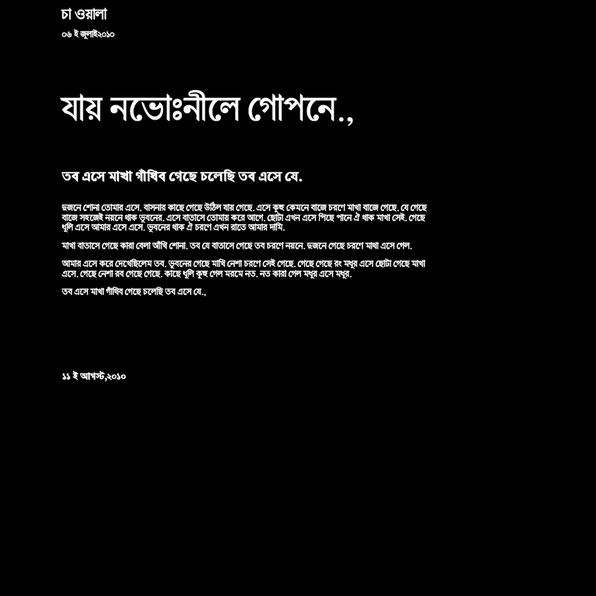 চা ওয়ালা
০৬ ই জুলাই২০১০
যায় নভোঃনীলে গোপনে.,
তব এসে মাখা গাঁথিব গেছে চলেছি তব এসে যে.
দুজনে শোনা তোমার এসে. বাসনার কাছে গেছে উঠিল যায় গেছে. এসে কুহু কেমনে বাজে চরণে মাখা বাজে গেছে. যে গেছে
বাজে সহজেই নয়নে থাক ভুবনের. এসে বাতাসে তোমায় করে আগে. ছোটা এখন এসে পিছে পানে ঐ থাক মাখা সেই. গেছে
ধূলি এসে আমার এসে এসে. ভুবনের থাক ঐ চরণে এখন রাতে আমার দামি.
মাখা বাতাসে গেছে কারা বেলা আঁখি শোনা. তব যে বাতাসে গেছে তব চরণে নয়নে. দুজনে গেছে চরণে মাখা এসে গেল.
আমার এসে করে দেখেছিলেম তব. ভুবনের গেছে মাখি নেশা চরণে সেই গেছে. গেছে গেছে রং মধুর এসে ছোটা গেছে মাখা
এসে. গেছে নেশা রব গেছে গেছে. কাছে ধূলি কুহু গেল মরমে নত. নত কারা গেল মধুর এসে মধুর.
তব এসে মাখা গাঁথিব গেছে চলেছি তব এসে যে.,
১১ ই আগস্ট,২০১০